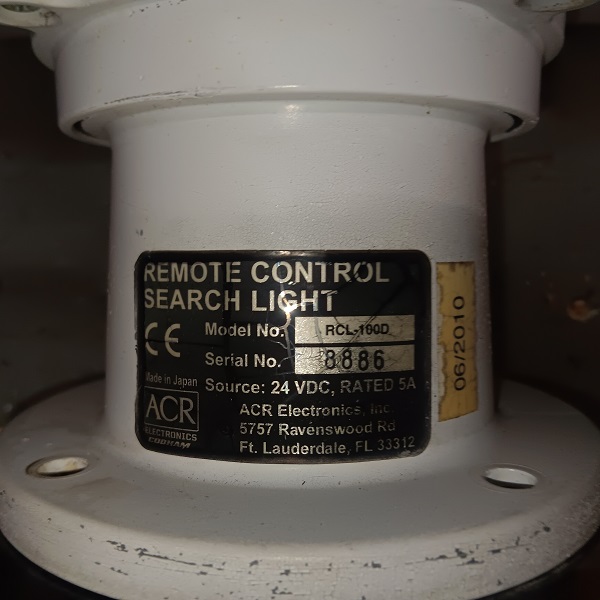 REMOTE CONTROL
SEARCH LIGHT
CE
Model No. RCL-100D
Serial No. 8886
Made in Japan
Source: 24 VDC, RATED 5A
ACR
ELECTRONICS
COBHAM
ACR Electronics, Inc.
5757 Ravenswood Rd
Ft. Lauderdale, FL 33312
06/2010